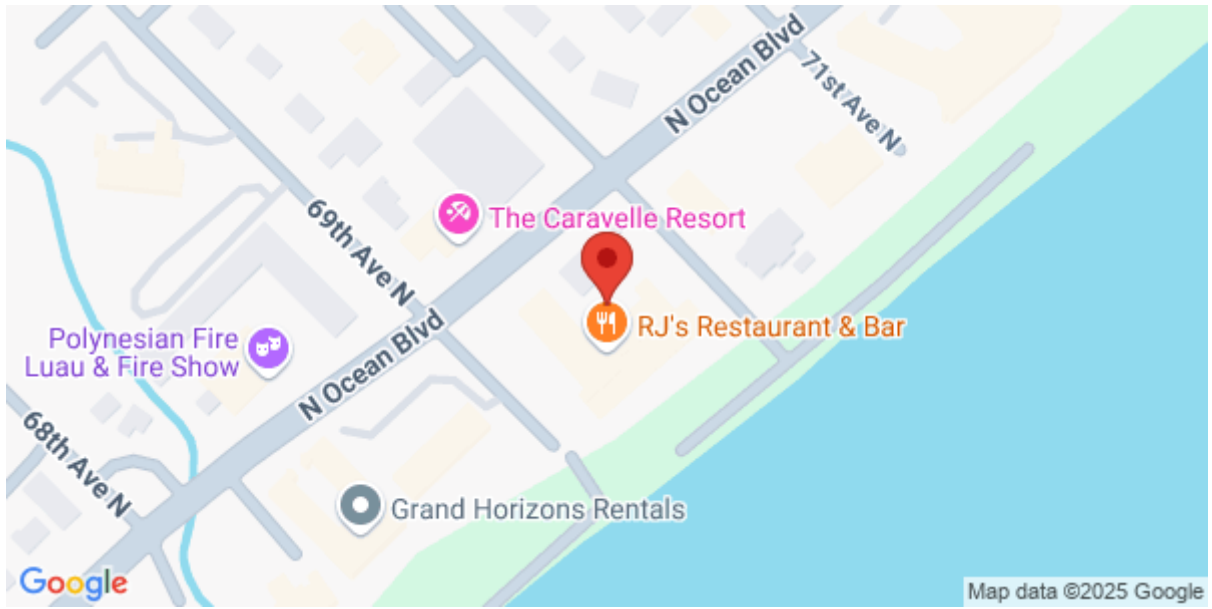 N Ocean Blvd
71st Ave N
The Caravelle Resort
69th Ave N
RJ's Restaurant & Bar
Polynesian Fire
Luau & Fire Show
N Ocean Blvd
68th Ave N
Grand Horizons Rentals
Google
Map data ©2025 Google